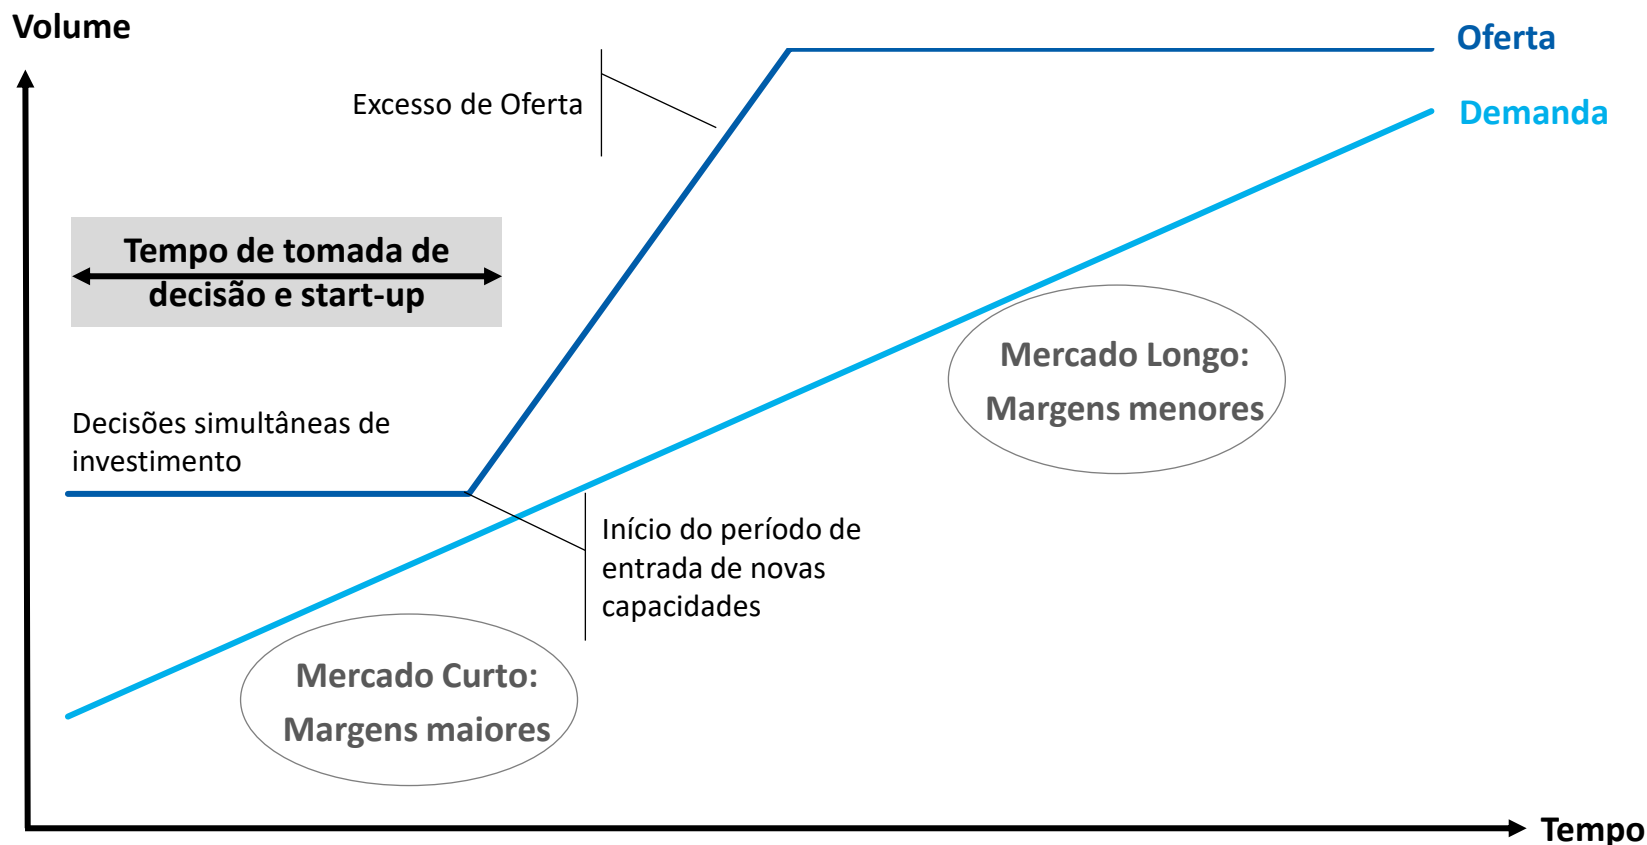 Volume
Oferta
Excesso de Oferta
Demanda
Tempo de tomada de
decisão e start-up
Mercado Longo:
Margens menores
Decisões simultâneas de
investimento
Início do período de
entrada de novas
capacidades
Mercado Curto:
Margens maiores
Tempo